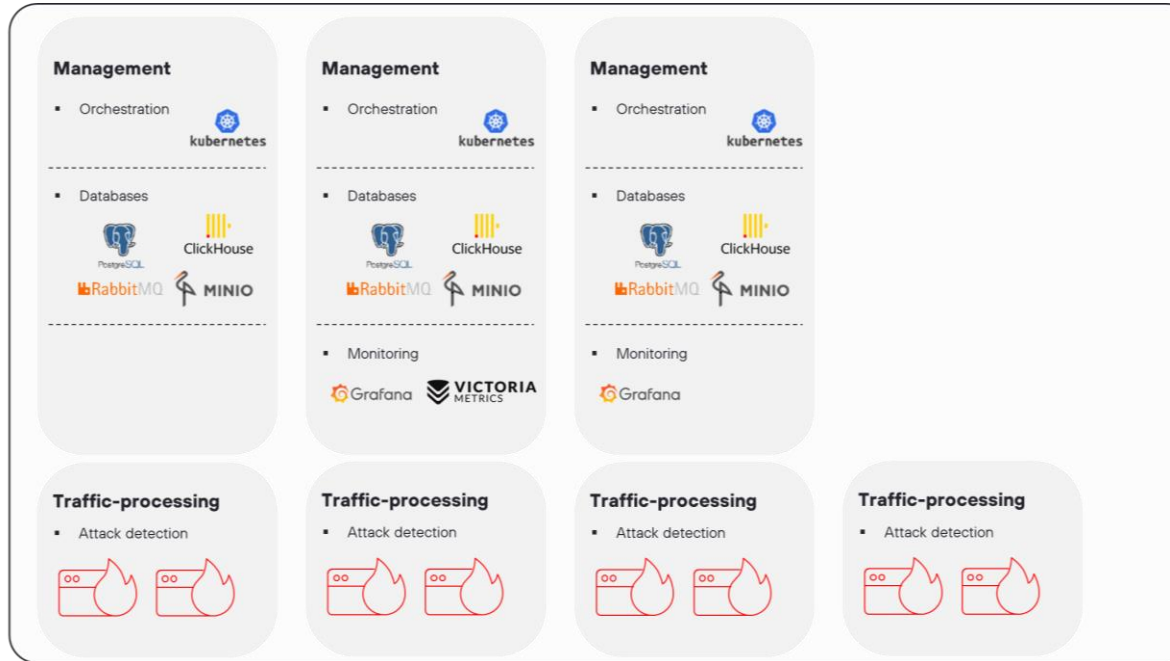 Management
▪ Orchestration
kubernetes
▪ Databases
PostgreSQL
ClickHouse
RabbitMQ
MINIO
Management
▪ Orchestration
kubernetes
▪ Databases
PostgreSQL
ClickHouse
RabbitMQ
MINIO
▪ Monitoring
Grafana
VICTORIA
METRICS
Management
▪ Orchestration
kubernetes
▪ Databases
PostgreSQL
ClickHouse
RabbitMQ
MINIO
▪ Monitoring
Grafana
Traffic-processing
▪ Attack detection
Traffic-processing
▪ Attack detection
Traffic-processing
▪ Attack detection
Traffic-processing
▪ Attack detection